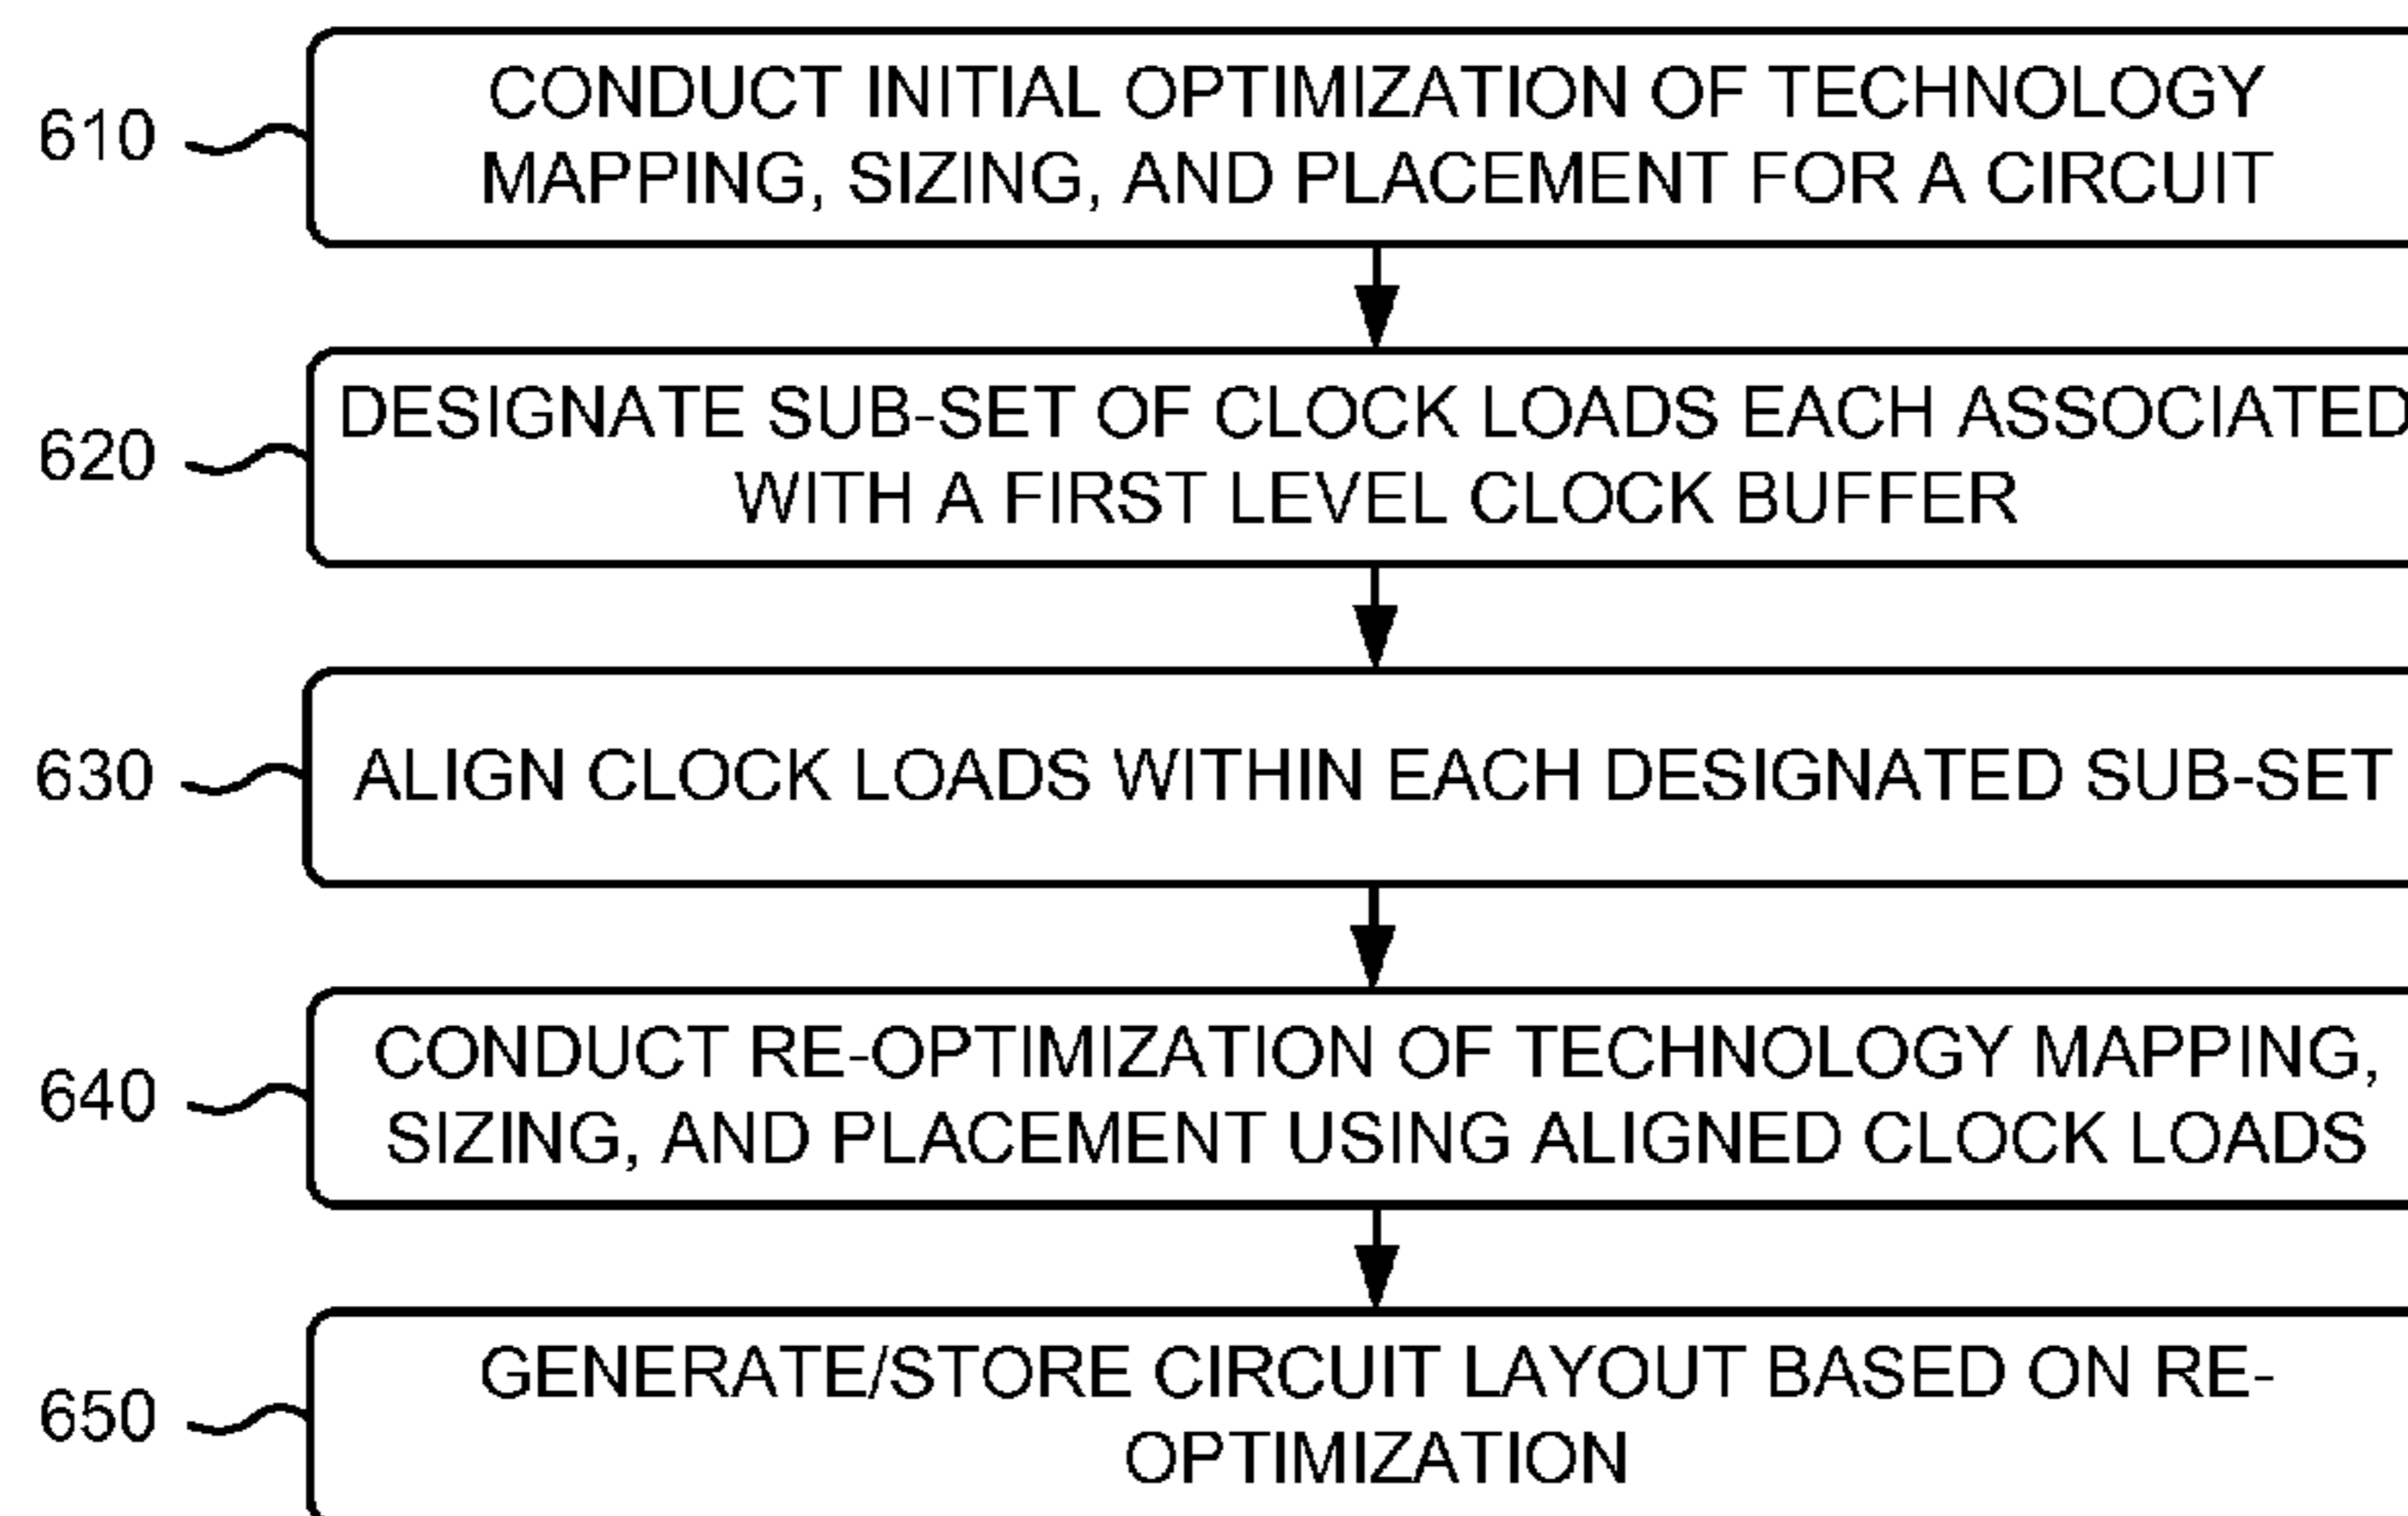 610
CONDUCT INITIAL OPTIMIZATION OF TECHNOLOGY
MAPPING, SIZING, AND PLACEMENT FOR A CIRCUIT
620
DESIGNATE SUB-SET OF CLOCK LOADS EACH ASSOCIATED
WITH A FIRST LEVEL CLOCK BUFFER
630
ALIGN CLOCK LOADS WITHIN EACH DESIGNATED SUB-SET
640
CONDUCT RE-OPTIMIZATION OF TECHNOLOGY MAPPING,
SIZING, AND PLACEMENT USING ALIGNED CLOCK LOADS
650
GENERATE/STORE CIRCUIT LAYOUT BASED ON RE-
OPTIMIZATION